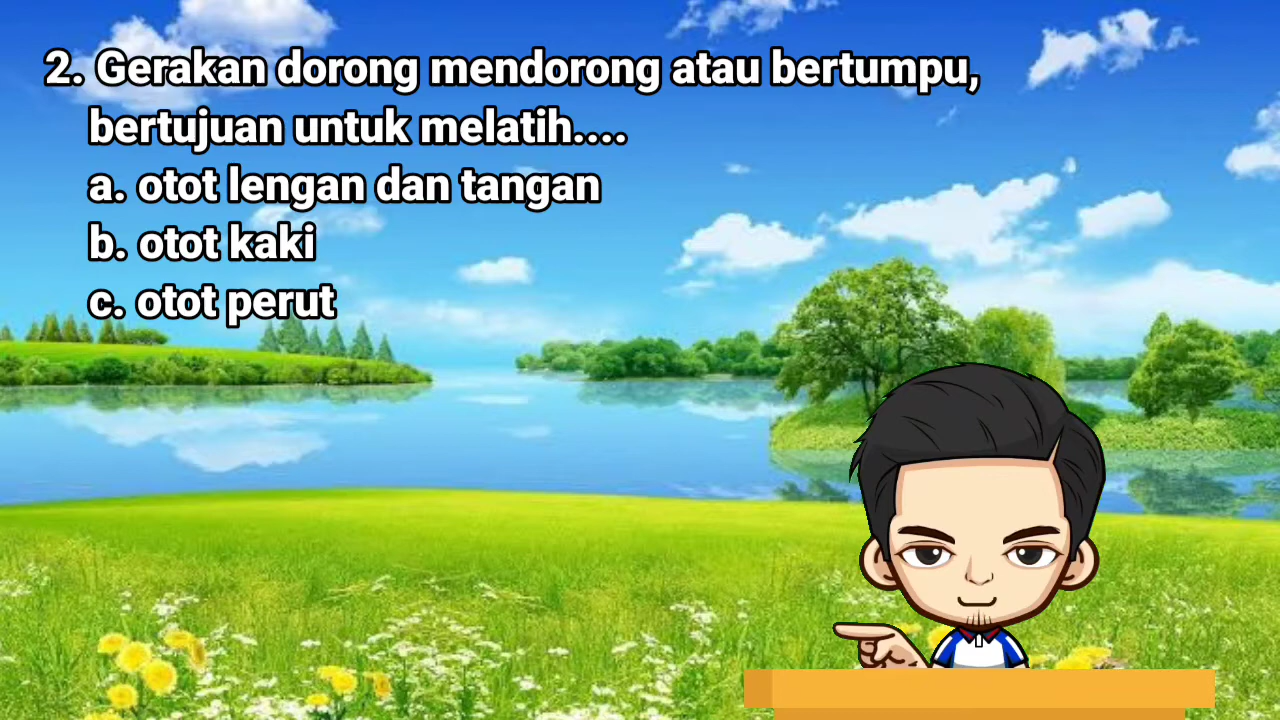 2. Gerakan dorong mendorong atau bertumpu,
bertujuan untuk melatih....
a. otot lengan dan tangan
b. otot kaki
c. otot perut